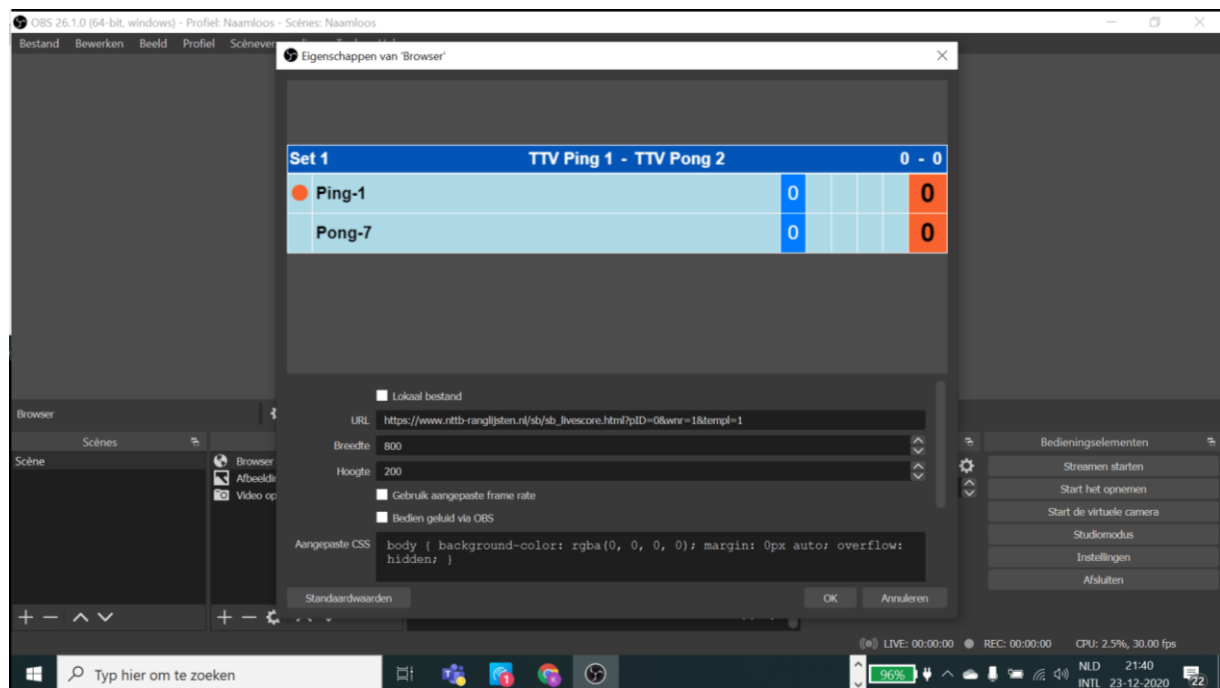 OBS 26.1.0 (64-bit, windows) - Profiel: Naamloos - Scènes: Naamloos
Bestand Bewerken Beeld Profiel
Eigenschappen van 'Browser'
Set 1 TTV Ping 1 - TTV Pong 2 0 - 0
Ping-1 0 0
Pong-7 0 0
Lokaal bestand
URL https://www.nttb-ranglijsten.nl/sb/sb_livescore.html?pID=0&wnr=1&templ=1
Breedte 800
Hoogte 200
Gebruik aangepaste frame rate
Bedien geluid via OBS
Aangepaste CSS body { background-color: rgba(0, 0, 0, 0); margin: 0px auto; overflow:
hidden; }
Standaardwaarden OK Annuleren
Browser
Scènes
Scène
Browser
Video op
Bedieningselementen
Streamen starten
Start het opnemen
Start de virtuele camera
Studiomodus
Instellingen
Afsluiten
LIVE: 00:00:00 REC: 00:00:00 CPU: 2.5%, 30.00 fps
Typ hier om te zoeken
1
96%
NLD 21:40
INTL 23-12-2020
22